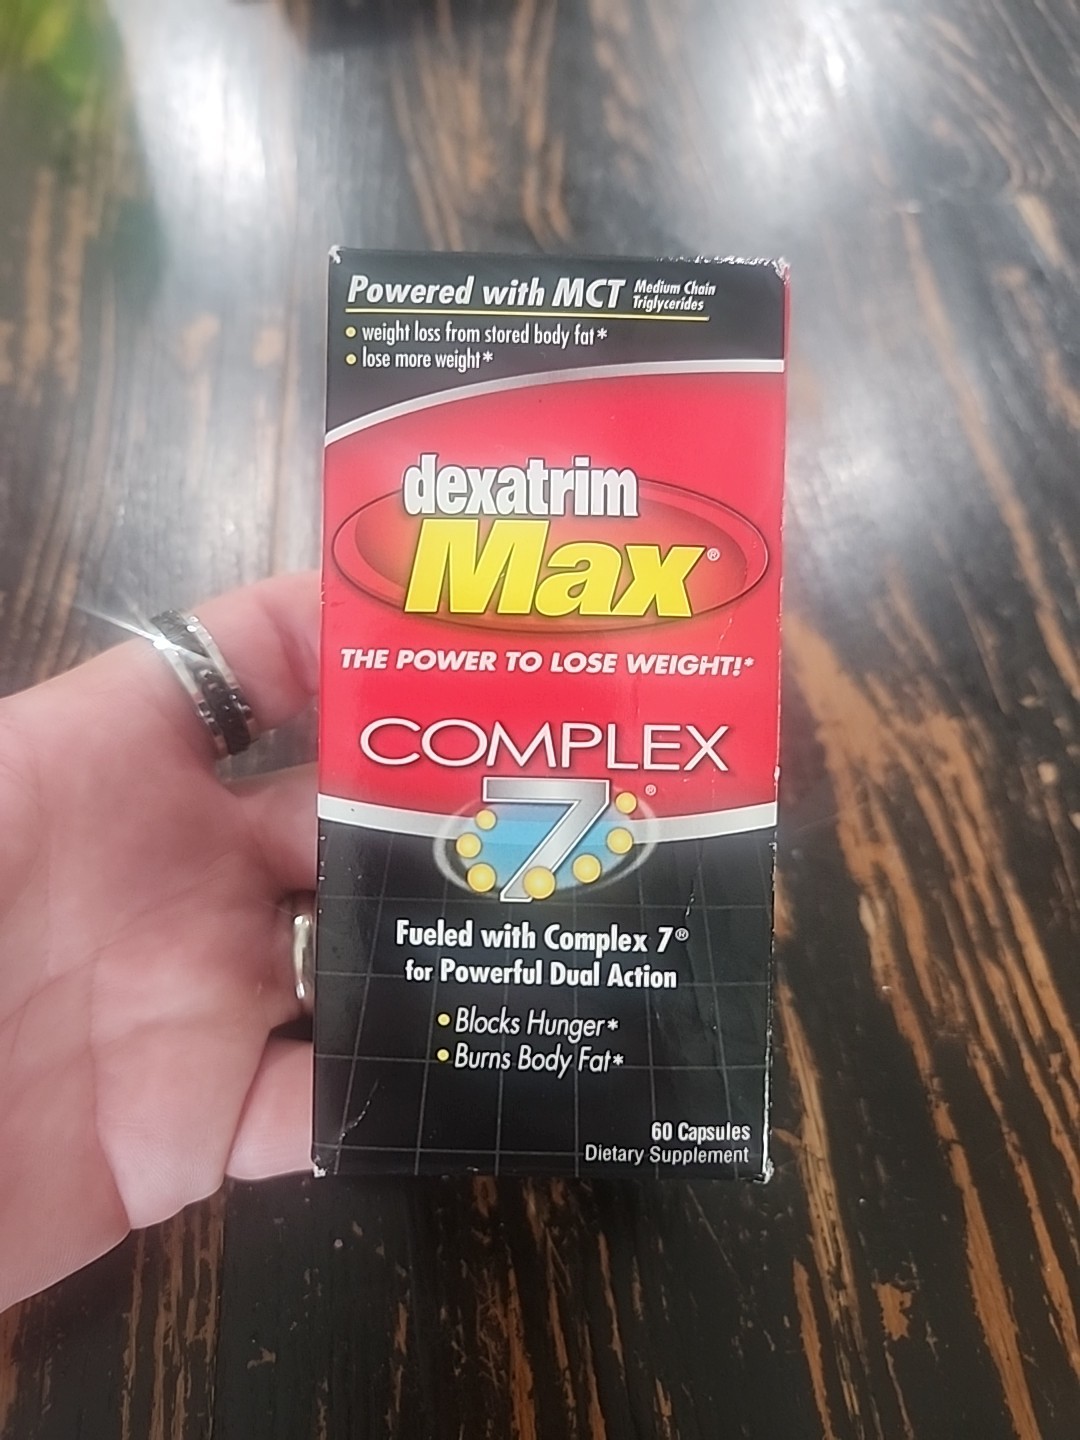 Powered with MCT Medium Chain
Triglycerides
• weight loss from stored body fat*
• lose more weight*
dexatrim
Max®
THE POWER TO LOSE WEIGHT!*
COMPLEX
7®
Fueled with Complex 7®
for Powerful Dual Action
• Blocks Hunger*
• Burns Body Fat*
60 Capsules
Dietary Supplement